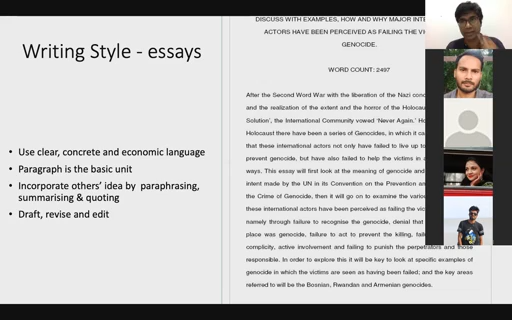 Writing Style - essays
• Use clear, concrete and economic language
• Paragraph is the basic unit
• Incorporate others' idea by paraphrasing,
summarising & quoting
• Draft, revise and edit
DISCUSS WITH EXAMPLES, HOW AND WHY MAJOR
ACTORS HAVE BEEN PERCEIVED AS FAILING THE
GENOCIDE.
WORD COUNT: 2497
After the Second Word War with the liberation of the Nazi
and the realization of the extent and the horror of the Holocau
Solution', the International Community vowed 'Never Again.'
Holocaust there have been a series of Genocides, in which it ca
that these international actors not only have failed to live up to
prevent genocide, but have also failed to help the victims in a
ways. This essay will first look at the meaning of genocide and
intent made by the UN in its Convention on the Prevention an
the Crime of Genocide, then it will go on to examine the various
these international actors have been perceived as failing the
namely through failure to recognise the genocide, denial that
place was genocide, failure to act to prevent the killing,
complicity, active involvement and failing to punish the perpetrators and those
responsible. In order to explore this it will be key to look at specific examples of
genocide in which the victims are seen as having been failed; and the key areas
referred to will be the Bosnian, Rwandan and Armenian genocides.